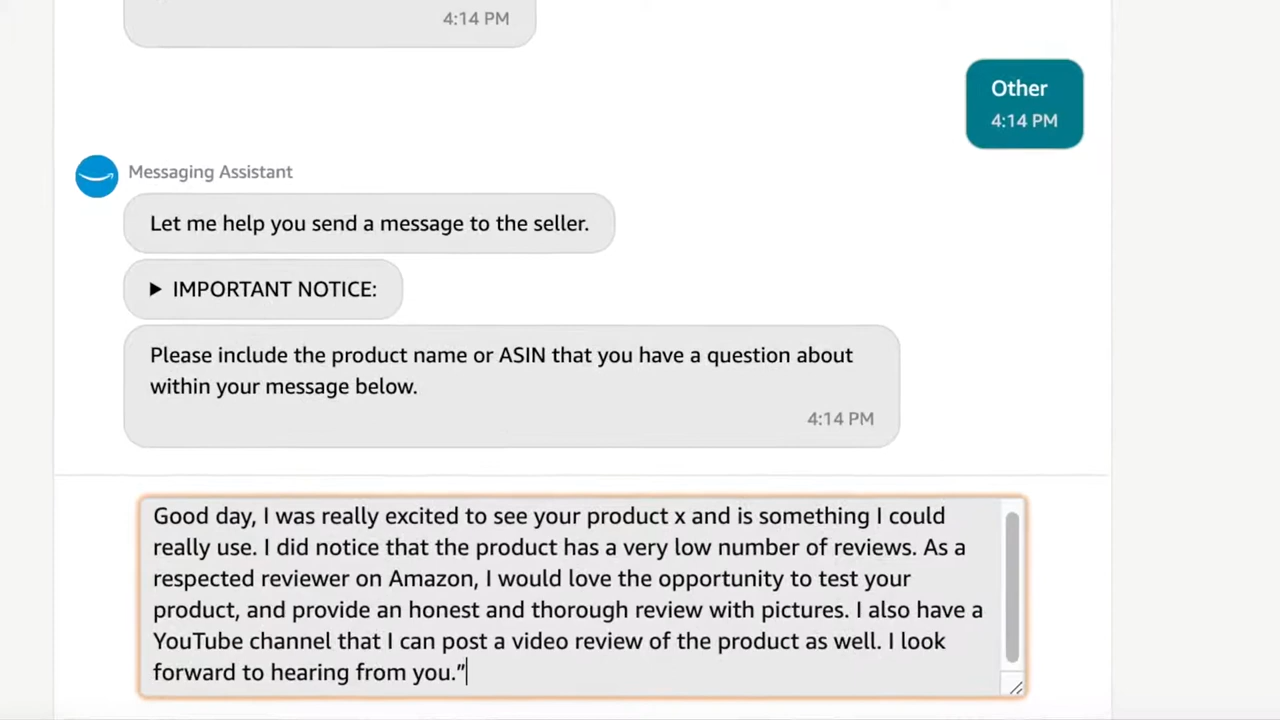 4:14 PM
Other
4:14 PM
Messaging Assistant
Let me help you send a message to the seller.
▶ IMPORTANT NOTICE:
Please include the product name or ASIN that you have a question about
within your message below.
4:14 PM
Good day, I was really excited to see your product x and is something I could
really use. I did notice that the product has a very low number of reviews. As a
respected reviewer on Amazon, I would love the opportunity to test your
product, and provide an honest and thorough review with pictures. I also have a
YouTube channel that I can post a video review of the product as well. I look
forward to hearing from you.”